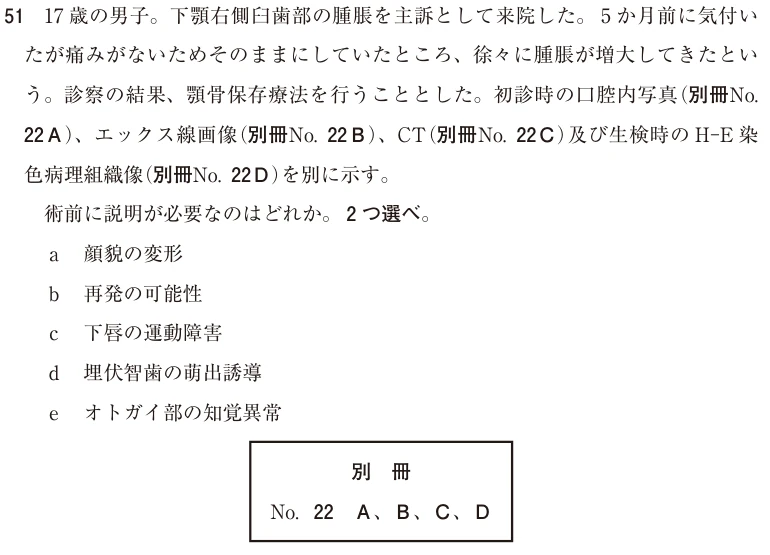 51 17歳の男子。下顎右側臼歯部の腫脹を主訴として来院した。5か月前に気付い
たが痛みがないためそのままにしていたところ、徐々に腫脹が増大してきたとい
う。診察の結果、顎骨保存療法を行うこととした。初診時の口腔内写真(別冊No.
22A)、エックス線画像(別冊No. 22B)、CT(別冊No. 22C)及び生検時のH-E染
色病理組織像(別冊No. 22D)を別に示す。
術前に説明が必要なのはどれか。2つ選べ。
a 顔貌の変形
b 再発の可能性
c 下唇の運動障害
d 埋伏智歯の萌出誘導
e オトガイ部の知覚異常
別 冊
No. 22 A、B、C、D